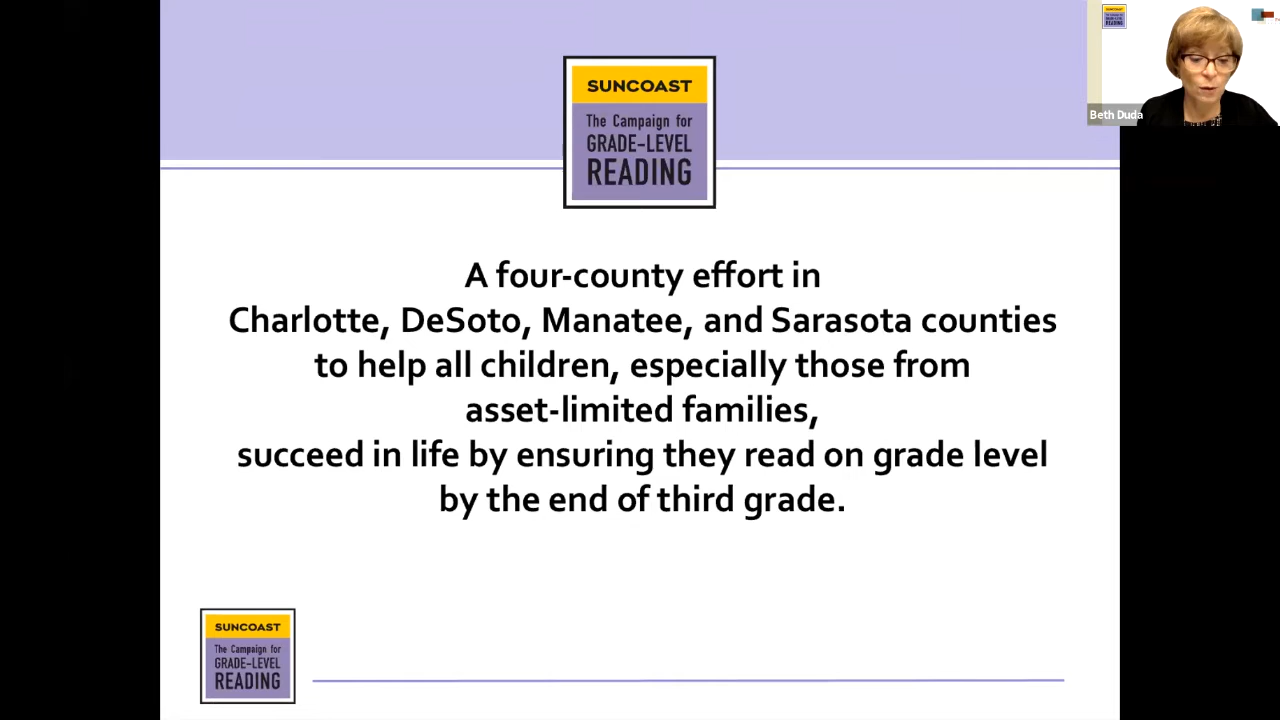 SUNCOAST
The Campaign for
GRADE-LEVEL
READING
Beth Duda
A four-county effort in
Charlotte, DeSoto, Manatee, and Sarasota counties
to help all children, especially those from
asset-limited families,
succeed in life by ensuring they read on grade level
by the end of third grade.
SUNCOAST
The Campaign for
GRADE-LEVEL
READING